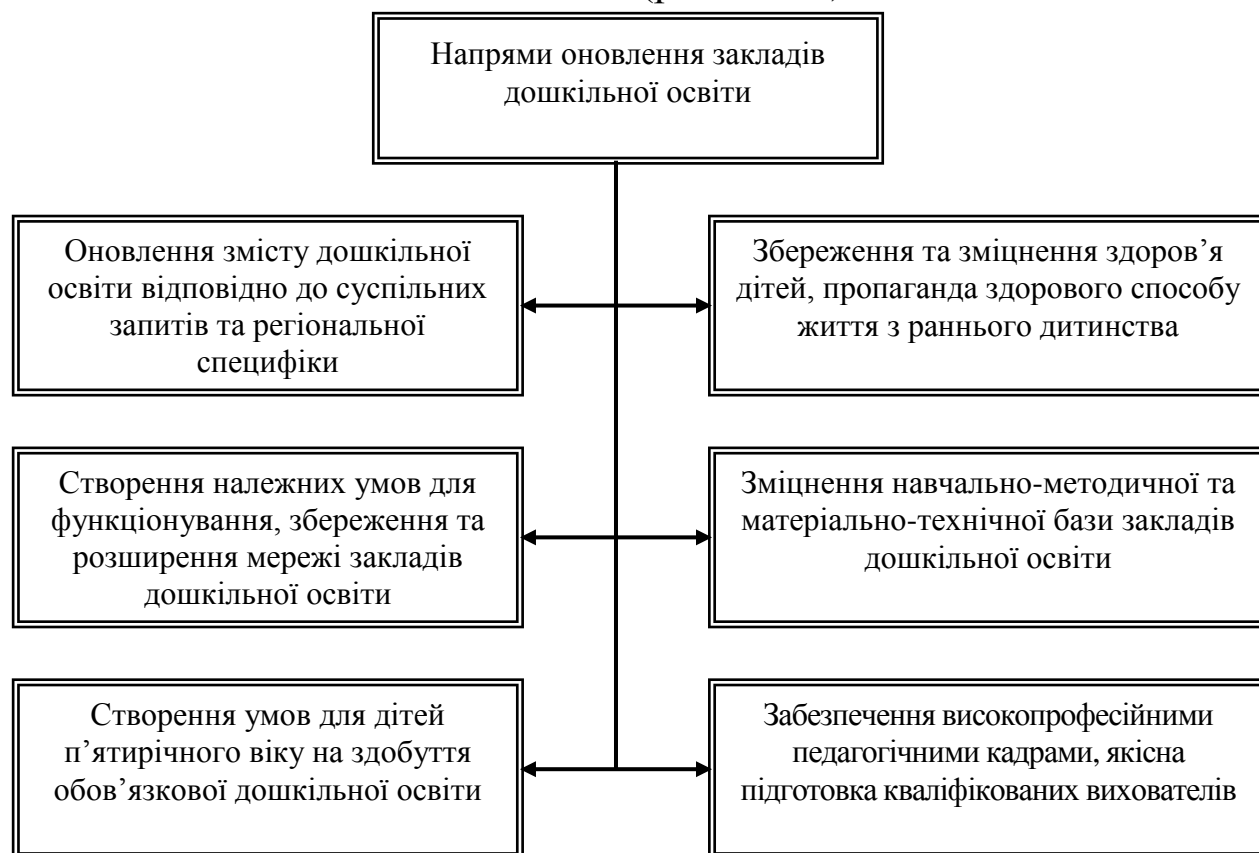 Напрями оновлення закладів
дошкільної освіти
Оновлення змісту дошкільної
освіти відповідно до суспільних
запитів та регіональної
специфіки
Збереження та зміцнення здоров’я
дітей, пропаганда здорового способу
життя з раннього дитинства
Створення належних умов для
функціонування, збереження та
розширення мережі закладів
дошкільної освіти
Зміцнення навчально-методичної та
матеріально-технічної бази закладів
дошкільної освіти
Створення умов для дітей
п’ятирічного віку на здобуття
обов’язкової дошкільної освіти
Забезпечення високопрофесійними
педагогічними кадрами, якісна
підготовка кваліфікованих вихователів